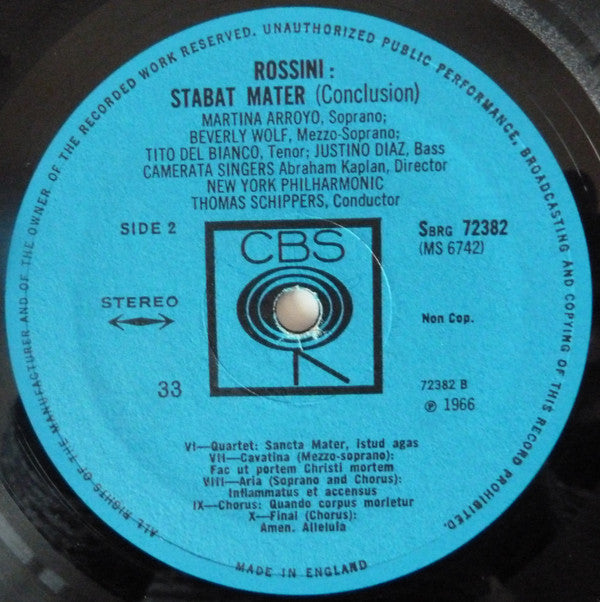 ALL RIGHTS OF THE MANUFACTURER AND OF THE OWNER OF THE RECORDED WORK RESERVED. UNAUTHORIZED PUBLIC PERFORMANCE, BROADCASTING AND COPYING OF THIS RECORD PROHIBITED.
ROSSINI:
STABAT MATER (Conclusion)
MARTINA ARROYO, Soprano;
BEVERLY WOLF, Mezzo-Soprano;
TITO DEL BIANCO, Tenor; JUSTINO DIAZ, Bass
CAMERATA SINGERS Abraham Kaplan, Director
NEW YORK PHILHARMONIC
THOMAS SCHIPPERS, Conductor
SIDE 2
CBS
SBRG 72382
(MS 6742)
STEREO
Non Cop.
33
72382 B
℗ 1966
VI—Quartet: Sancta Mater, istud agas
VII—Cavatina (Mezzo-soprano):
Fac ut portem Christi mortem
VIII—Aria (Soprano and Chorus):
Inflammatus et accensus
IX—Chorus: Quando corpus morietur
X—Final (Chorus):
Amen. Alleluia
MADE IN ENGLAND